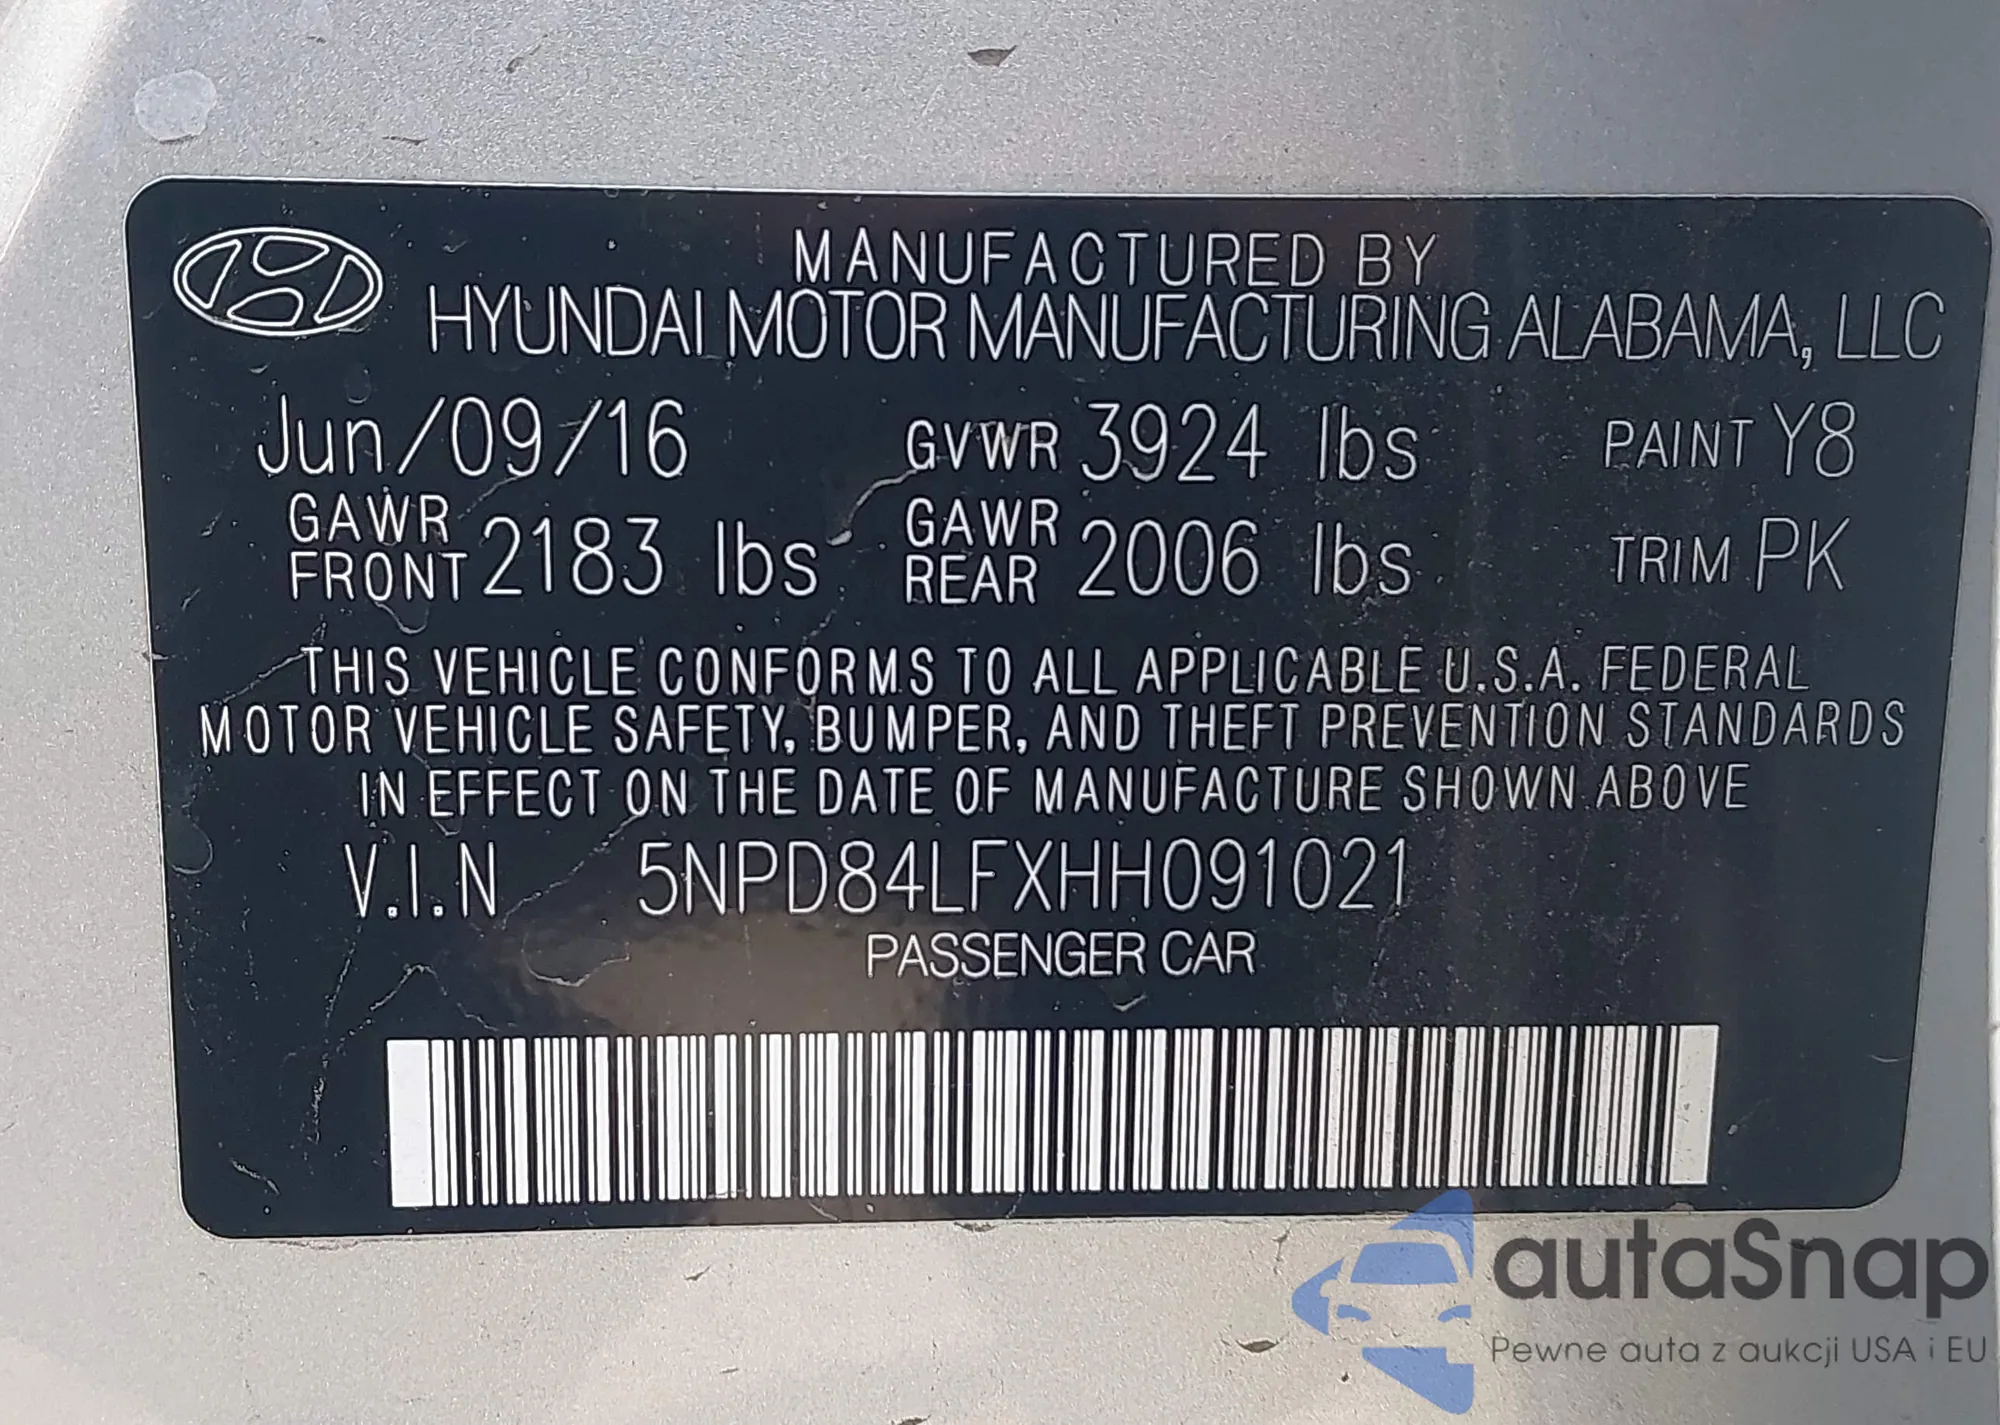 MANUFACTURED BY
HYUNDAI MOTOR MANUFACTURING ALABAMA, LLC
Jun/09/16 GVWR 3924 lbs PAINT Y8
GAWR FRONT 2183 lbs GAWR REAR 2006 lbs TRIM PK
THIS VEHICLE CONFORMS TO ALL APPLICABLE U.S.A. FEDERAL
MOTOR VEHICLE SAFETY, BUMPER, AND THEFT PREVENTION STANDARDS
IN EFFECT ON THE DATE OF MANUFACTURE SHOWN ABOVE
V.I.N 5NPD84LFXHH091021
PASSENGER CAR
autaSnap
Pewne auta z aukcji USA i EU